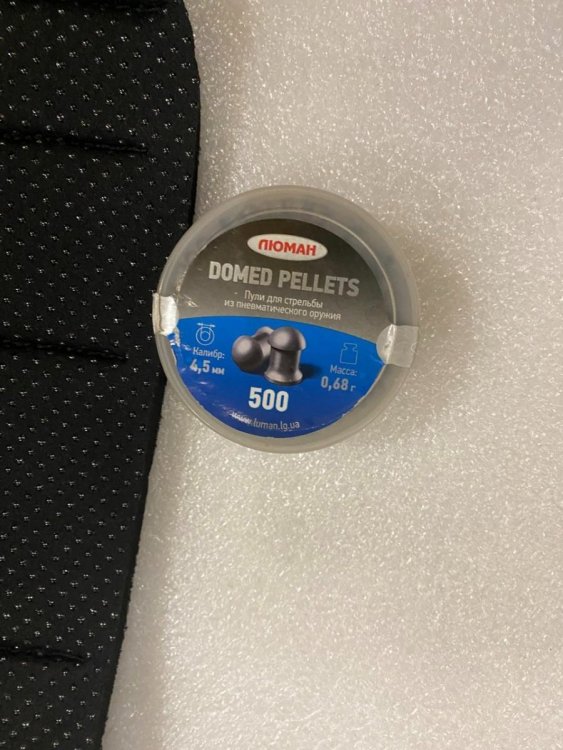 ЛЮМАН
DOMED PELLETS
Пули для стрельбы
из пневматического оружия
Калибр:
4,5 мм
Масса:
0,68 г
500
www.luman.lg.ua